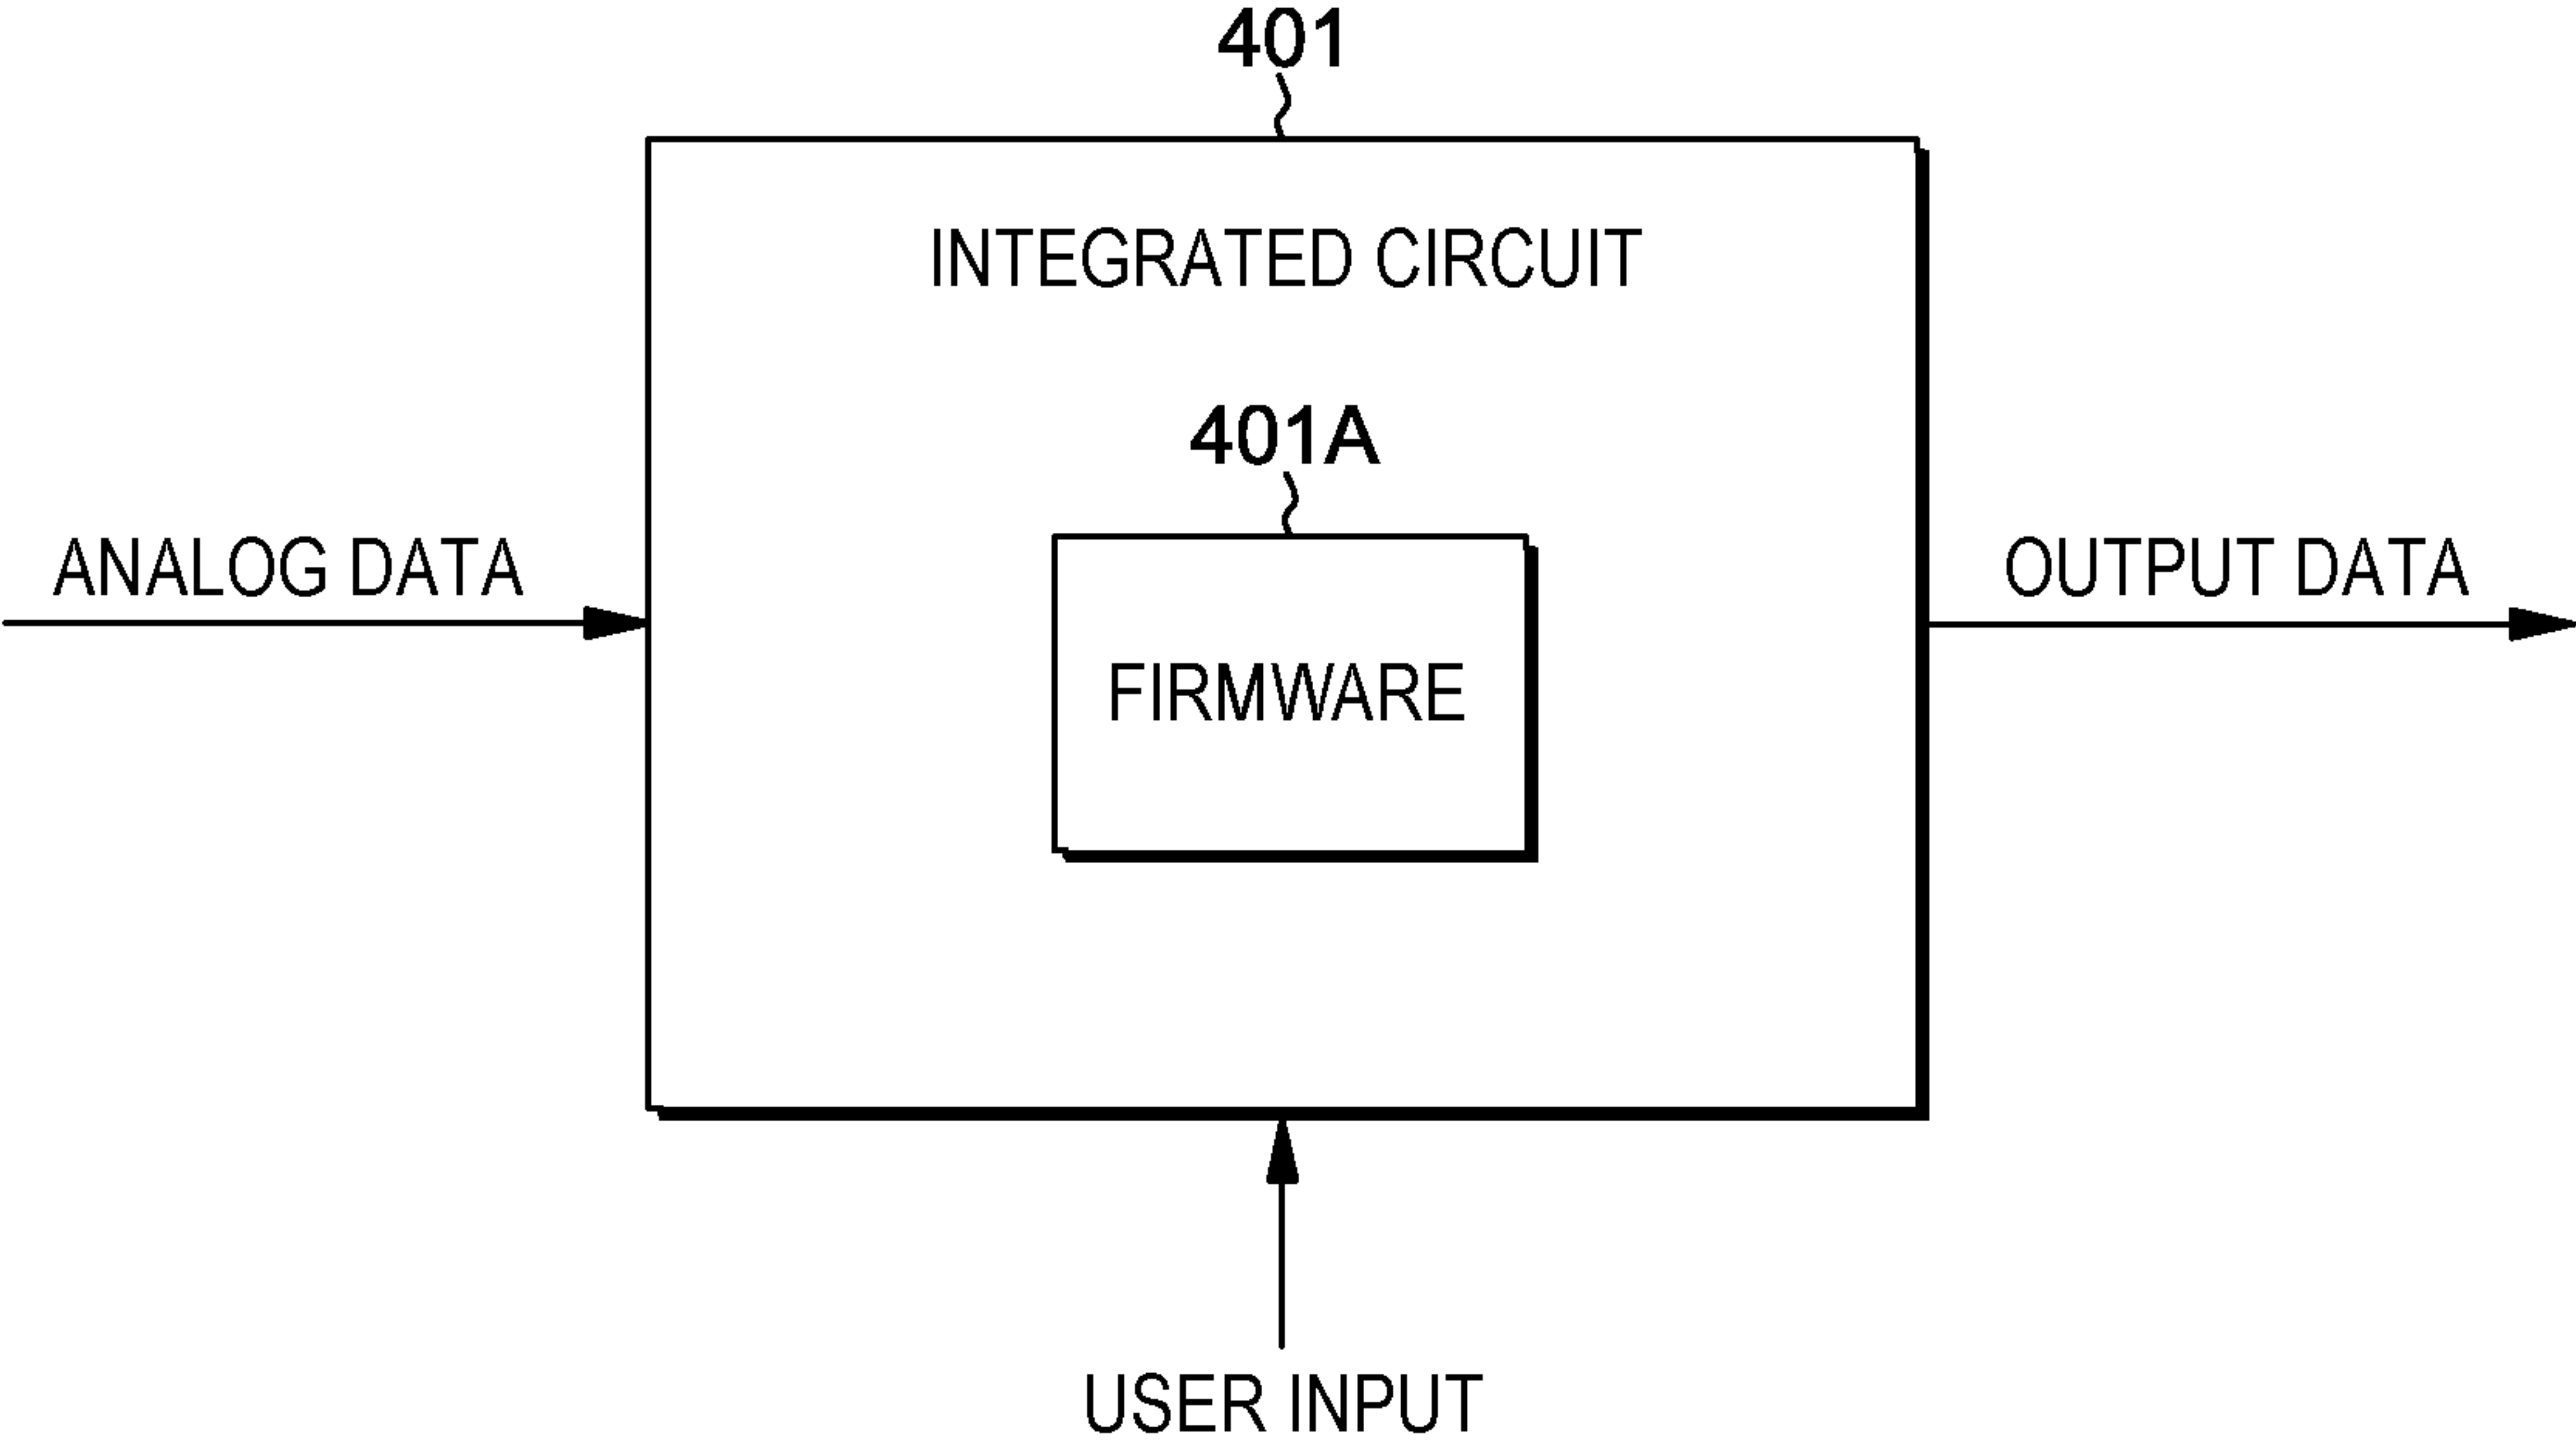 401
INTEGRATED CIRCUIT
401A
ANALOG DATA
OUTPUT DATA
FIRMWARE
USER INPUT